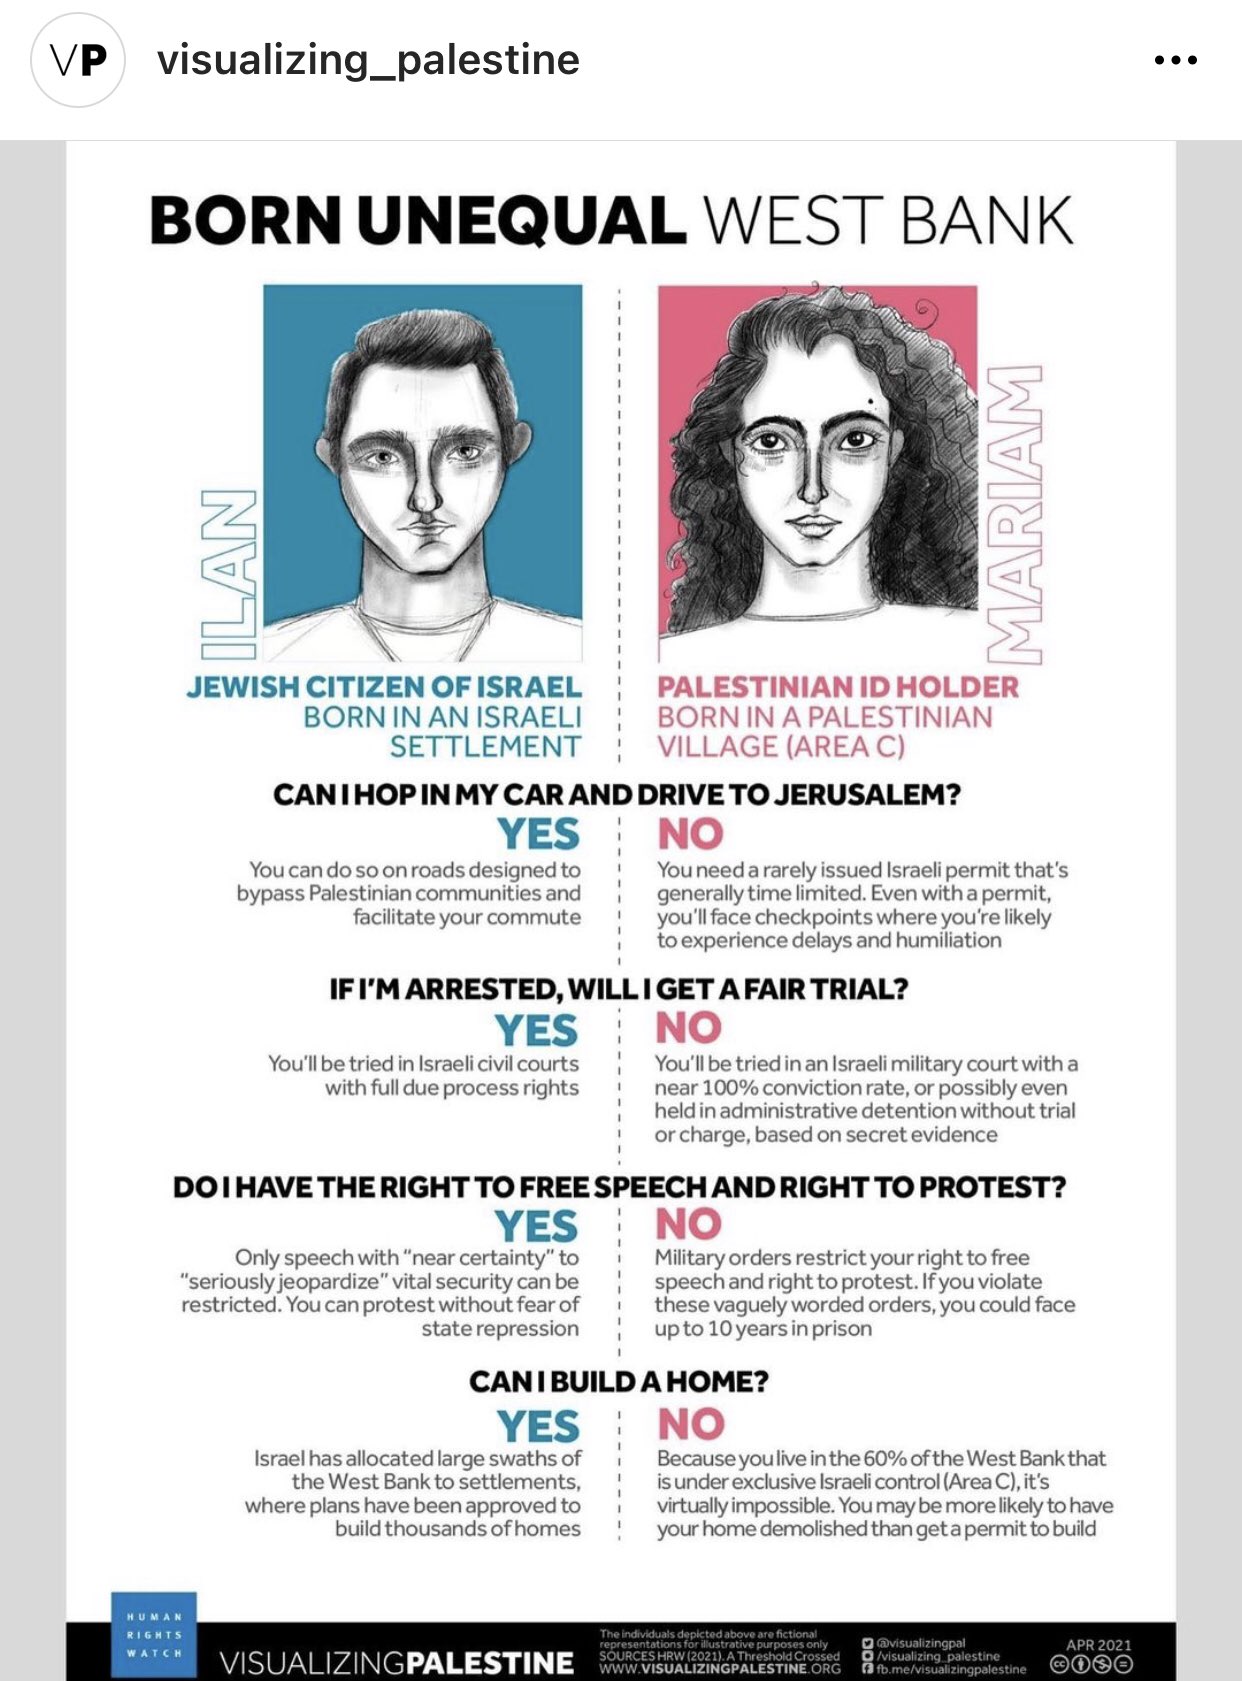 VP visualizing_palestine
BORN UNEQUAL WEST BANK
ILAN
MARIAM
JEWISH CITIZEN OF ISRAEL
BORN IN AN ISRAELI
SETTLEMENT
PALESTINIAN ID HOLDER
BORN IN A PALESTINIAN
VILLAGE (AREA C)
CAN I HOP IN MY CAR AND DRIVE TO JERUSALEM?
YES
You can do so on roads designed to
bypass Palestinian communities and
facilitate your commute
NO
You need a rarely issued Israeli permit that's
generally time limited. Even with a permit,
you'll face checkpoints where you're likely
to experience delays and humiliation
IF I'M ARRESTED, WILL I GET A FAIR TRIAL?
YES
You'll be tried in Israeli civil courts
with full due process rights
NO
You'll be tried in an Israeli military court with a
near 100% conviction rate, or possibly even
held in administrative detention without trial
or charge, based on secret evidence
DO I HAVE THE RIGHT TO FREE SPEECH AND RIGHT TO PROTEST?
YES
Only speech with "near certainty" to
"seriously jeopardize" vital security can be
restricted. You can protest without fear of
state repression
NO
Military orders restrict your right to free
speech and right to protest. If you violate
these vaguely worded orders, you could face
up to 10 years in prison
CAN I BUILD A HOME?
YES
Israel has allocated large swaths of
the West Bank to settlements,
where plans have been approved to
build thousands of homes
NO
Because you live in the 60% of the West Bank that
is under exclusive Israeli control (Area C), it's
virtually impossible. You may be more likely to have
your home demolished than get a permit to build
HUMAN
RIGHTS
WATCH
VISUALIZINGPALESTINE
The individuals depicted above are fictional
representations for illustrative purposes only
SOURCES HRW (2021). A Threshold Crossed
WWW.VISUALIZINGPALESTINE.ORG
@visualizingpal
/visualizing_palestine
fb.me/visualizingpalestine
APR 2021
cc